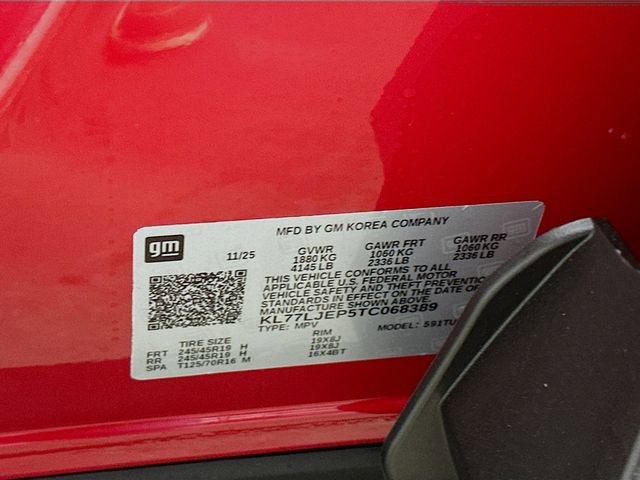 gm
MFD BY GM KOREA COMPANY
11/25 GVWR GAWR FRT GAWR RR
1880 KG 1060 KG 1060 KG
4145 LB 2336 LB 2336 LB
THIS VEHICLE CONFORMS TO ALL
APPLICABLE U.S. FEDERAL MOTOR
VEHICLE SAFETY AND THEFT PREVENTIO
STANDARDS IN EFFECT ON THE DATE OF
MANUFACTURE SHOWN ABOVE.
KL77LJEP5TC068389
TYPE: MPV MODEL: 591TU
TIRE SIZE RIM
FRT 245/45R19 H 19X8J
RR 245/45R19 H 19X8J
SPA T125/70R16 M 16X4BT